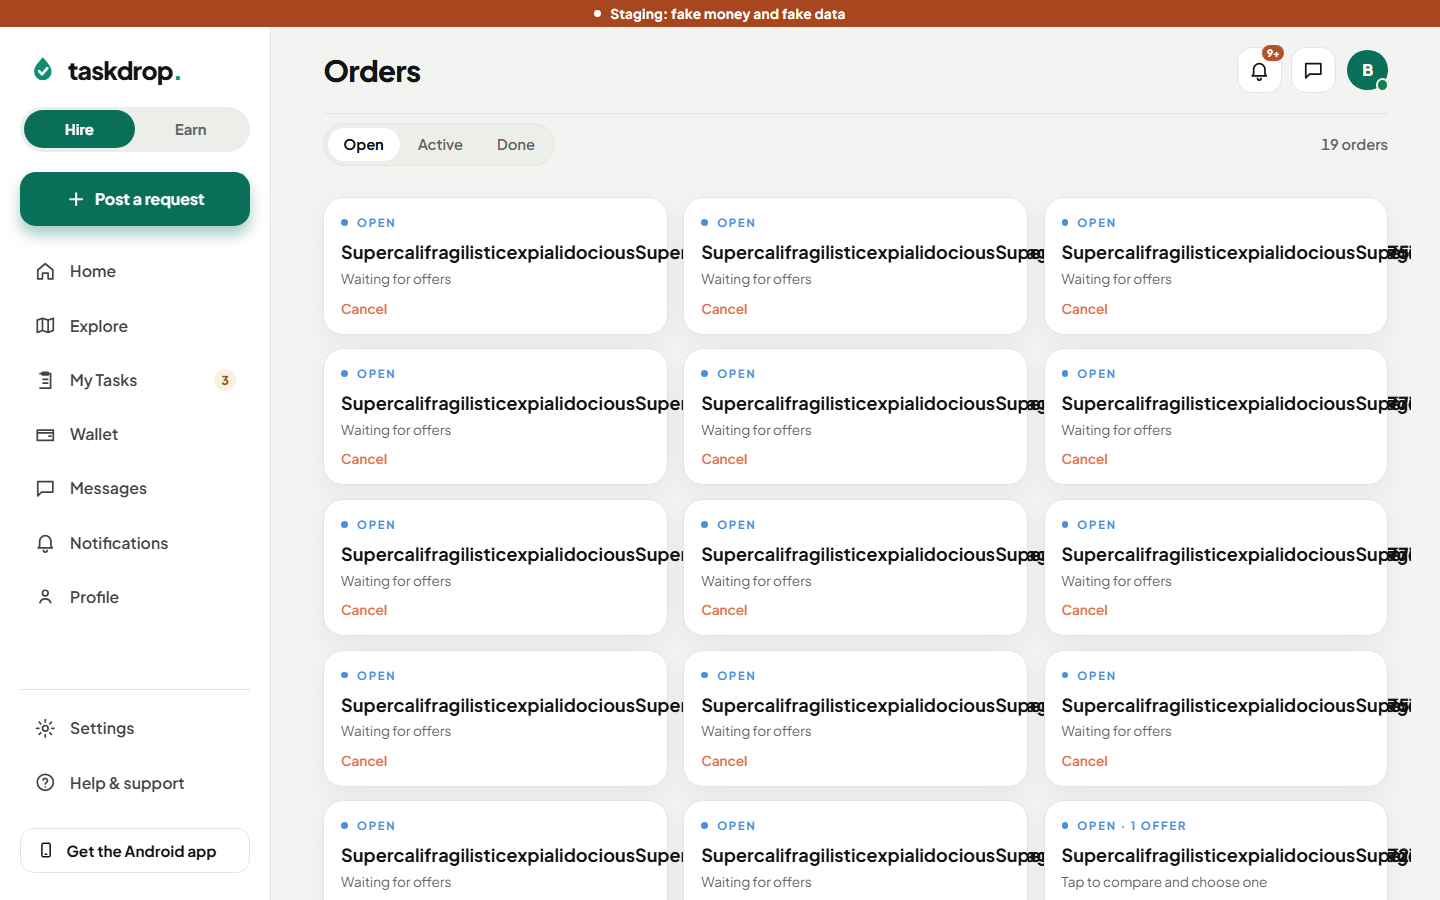 Staging: fake money and fake data
taskdrop.
Hire
Earn
+ Post a request
Home
Explore
My Tasks
3
Wallet
Messages
Notifications
Profile
Settings
Help & support
Get the Android app
Orders
9+
B
Open
Active
Done
19 orders
OPEN
SupercalifragilisticexpialidociousSuper
Waiting for offers
Cancel
OPEN
SupercalifragilisticexpialidociousSupe
Waiting for offers
Cancel
OPEN
SupercalifragilisticexpialidociousSup
Waiting for offers
Cancel
OPEN
SupercalifragilisticexpialidociousSuper
Waiting for offers
Cancel
OPEN
SupercalifragilisticexpialidociousSupe
Waiting for offers
Cancel
OPEN
SupercalifragilisticexpialidociousSup
Waiting for offers
Cancel
OPEN
SupercalifragilisticexpialidociousSuper
Waiting for offers
Cancel
OPEN
SupercalifragilisticexpialidociousSupe
Waiting for offers
Cancel
OPEN
SupercalifragilisticexpialidociousSup
Waiting for offers
Cancel
OPEN
SupercalifragilisticexpialidociousSuper
Waiting for offers
Cancel
OPEN
SupercalifragilisticexpialidociousSupe
Waiting for offers
Cancel
OPEN
SupercalifragilisticexpialidociousSup
Waiting for offers
Cancel
OPEN
SupercalifragilisticexpialidociousSuper
Waiting for offers
OPEN
SupercalifragilisticexpialidociousSupe
Waiting for offers
OPEN · 1 OFFER
SupercalifragilisticexpialidociousSup
Tap to compare and choose one